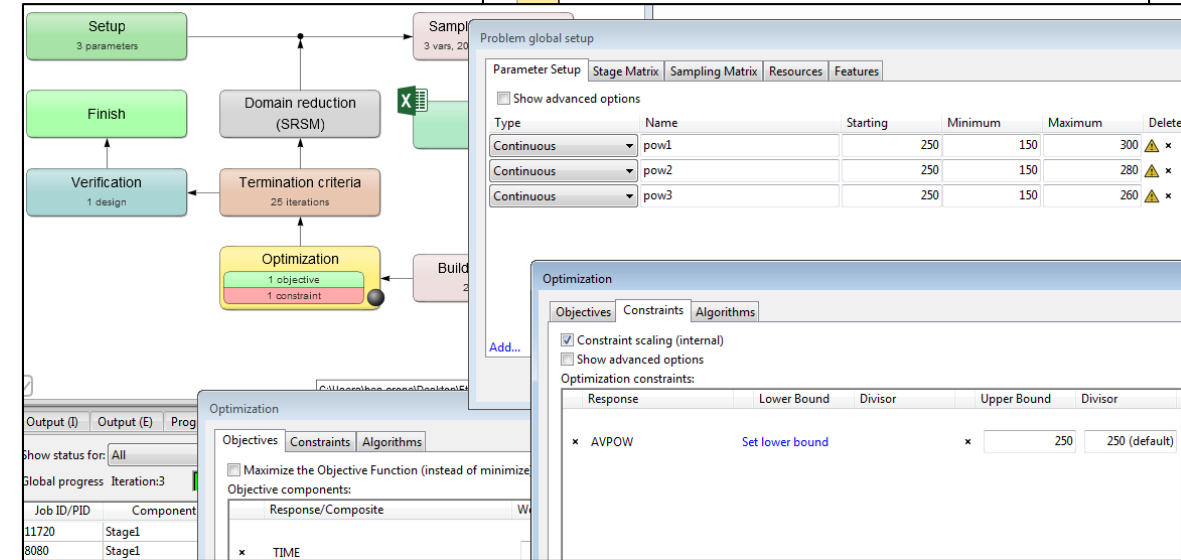 Setup
3 parameters
Sampl
3 vars, 20
Finish
Domain reduction
(SRSM)
X
Verification
1 design
Termination criteria
25 iterations
Optimization
1 objective
1 constraint
Build
2
Problem global setup
Parameter Setup Stage Matrix Sampling Matrix Resources Features
Show advanced options
Type Name Starting Minimum Maximum Delete
Continuous pow1 250 150 300 ×
Continuous pow2 250 150 280 ×
Continuous pow3 250 150 260 ×
Add...
Optimization
Objectives Constraints Algorithms
Constraint scaling (internal)
Show advanced options
Optimization constraints:
Response Lower Bound Divisor Upper Bound Divisor
× AVPOW Set lower bound × 250 250 (default)
Output (I) Output (E) Prog
Show status for: All
Global progress Iteration:3
Job ID/PID Component
11720 Stage1
8080 Stage1
Optimization
Objectives Constraints Algorithms
Maximize the Objective Function (instead of minimize
Objective components:
Response/Composite
× TIME